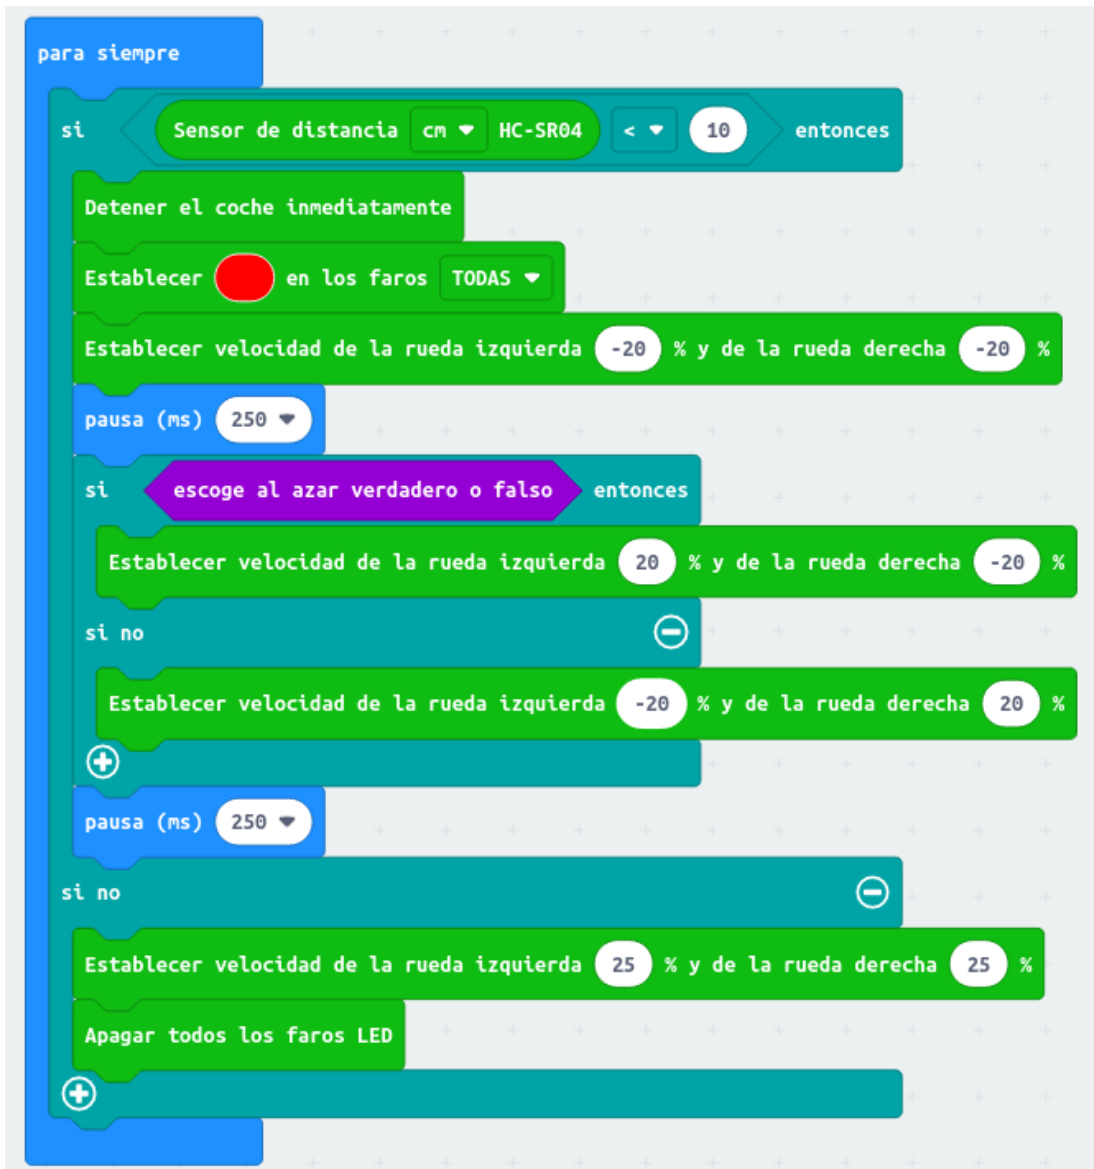 para siempre
si Sensor de distancia cm HC-SR04 < 10 entonces
Detener el coche inmediatamente
Establecer en los faros TODAS
Establecer velocidad de la rueda izquierda -20 % y de la rueda derecha -20 %
pausa (ms) 250
si escoge al azar verdadero o falso entonces
Establecer velocidad de la rueda izquierda 20 % y de la rueda derecha -20 %
si no
Establecer velocidad de la rueda izquierda -20 % y de la rueda derecha 20 %
pausa (ms) 250
si no
Establecer velocidad de la rueda izquierda 25 % y de la rueda derecha 25 %
Apagar todos los faros LED